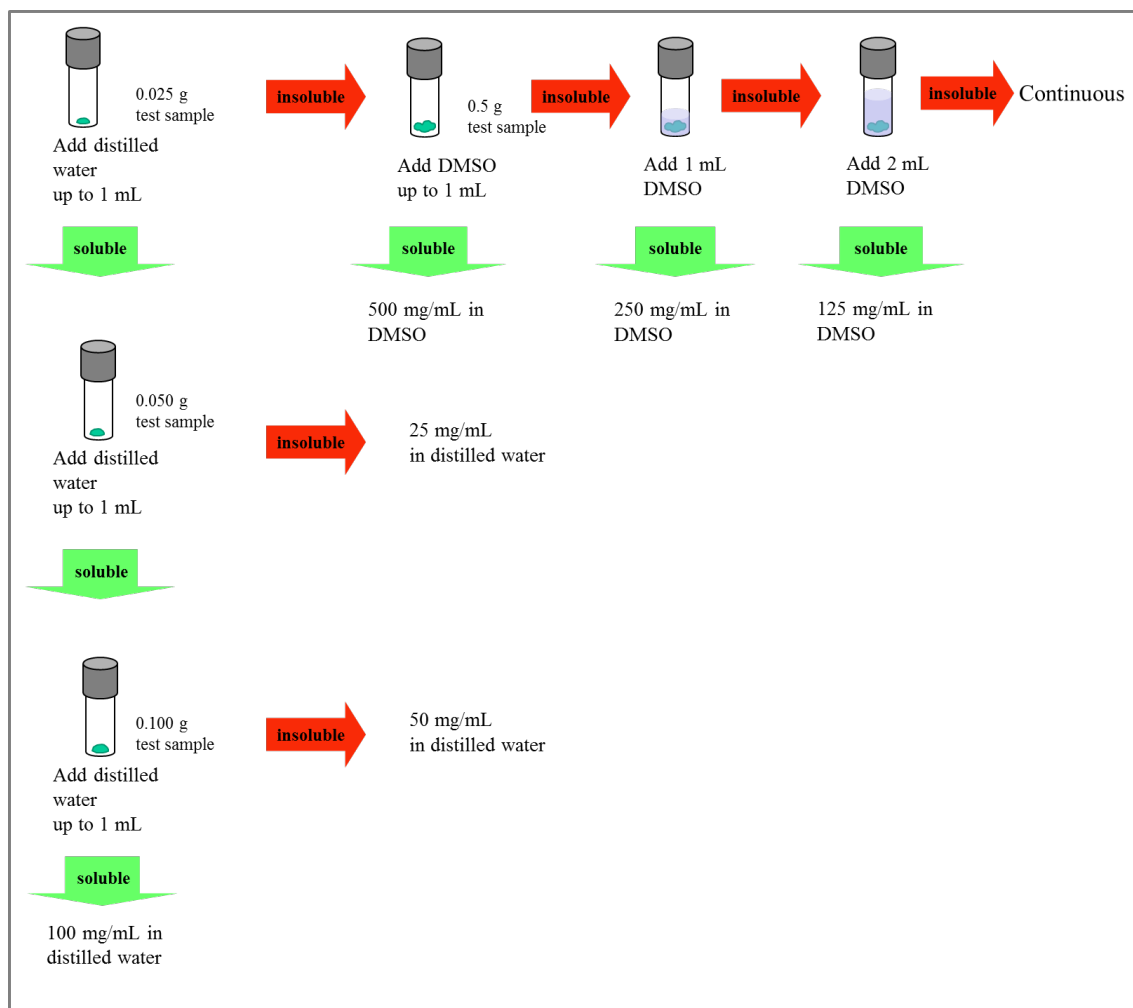 0.025 g
test sample
Add distilled
water
up to 1 mL
insoluble
0.5 g
test sample
Add DMSO
up to 1 mL
insoluble
Add 1 mL
DMSO
insoluble
Add 2 mL
DMSO
insoluble
Continuous
soluble
soluble
soluble
soluble
500 mg/mL in
DMSO
250 mg/mL in
DMSO
125 mg/mL in
DMSO
0.050 g
test sample
Add distilled
water
up to 1 mL
insoluble
25 mg/mL
in distilled water
soluble
0.100 g
test sample
Add distilled
water
up to 1 mL
insoluble
50 mg/mL
in distilled water
soluble
100 mg/mL in
distilled water